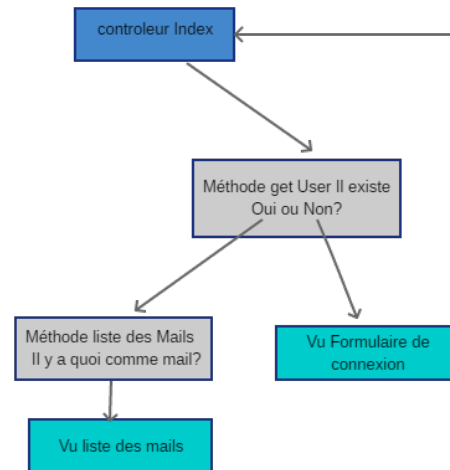 controleur Index
Méthode get User Il existe
Oui ou Non?
Méthode liste des Mails
Il y a quoi comme mail?
Vu Formulaire de
connexion
Vu liste des mails